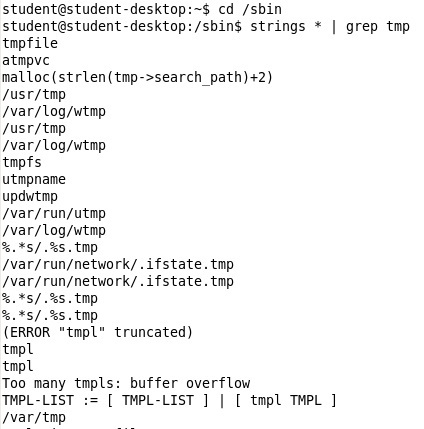 student@student-desktop:~$ cd /sbin
student@student-desktop:/sbin$ strings * | grep tmp
tmpfile
atmpvc
malloc(strlen(tmp->search_path)+2)
/usr/tmp
/var/log/wtmp
/usr/tmp
/var/log/wtmp
tmpfs
utmpname
updwtmp
/var/run/utmp
/var/log/wtmp
%.*s/.%s.tmp
/var/run/network/.ifstate.tmp
/var/run/network/.ifstate.tmp
%.*s/.%s.tmp
%.*s/.%s.tmp
(ERROR "tmpl" truncated)
tmpl
tmpl
Too many tmpls: buffer overflow
TMPL-LIST := [ TMPL-LIST ] | [ tmpl TMPL ]
/var/tmp